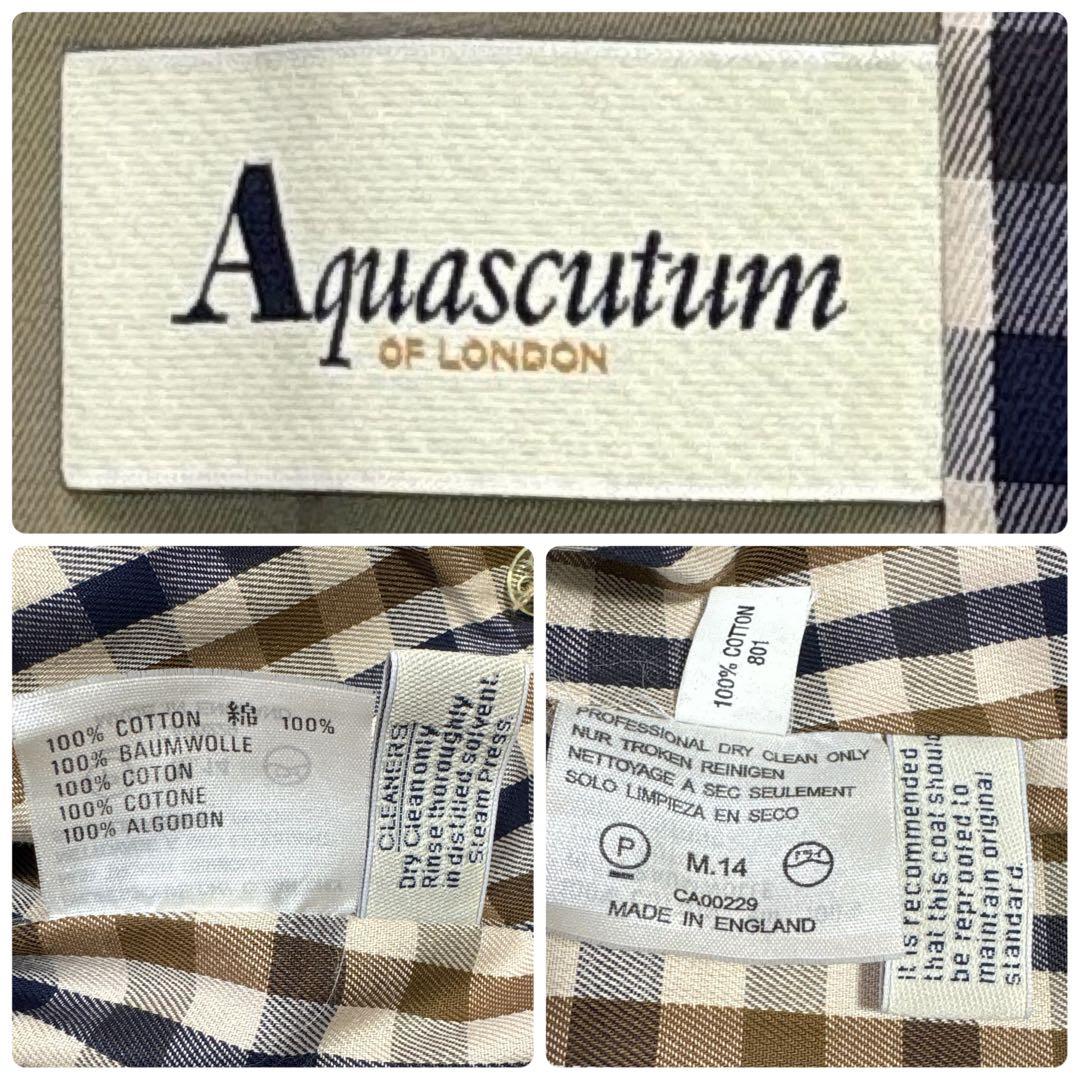 Aquascutum
OF LONDON
100% COTTON 綿 100%
100% BAUMWOLLE
100% COTON
100% COTONE
100% ALGODON
CLEANERS
Dry Clean only
Rinse thoroughly
in distilled solvent.
Steam Press.
100% COTTON
801
PROFESSIONAL DRY CLEAN ONLY
NUR TROKEN REINIGEN
NETTOYAGE A SEC SEULEMENT
SOLO LIMPIEZA EN SECO
P M.14 ドライ
CA00229
MADE IN ENGLAND
It is recommended
that this coat should
be reproofed to
maintain original
standard.